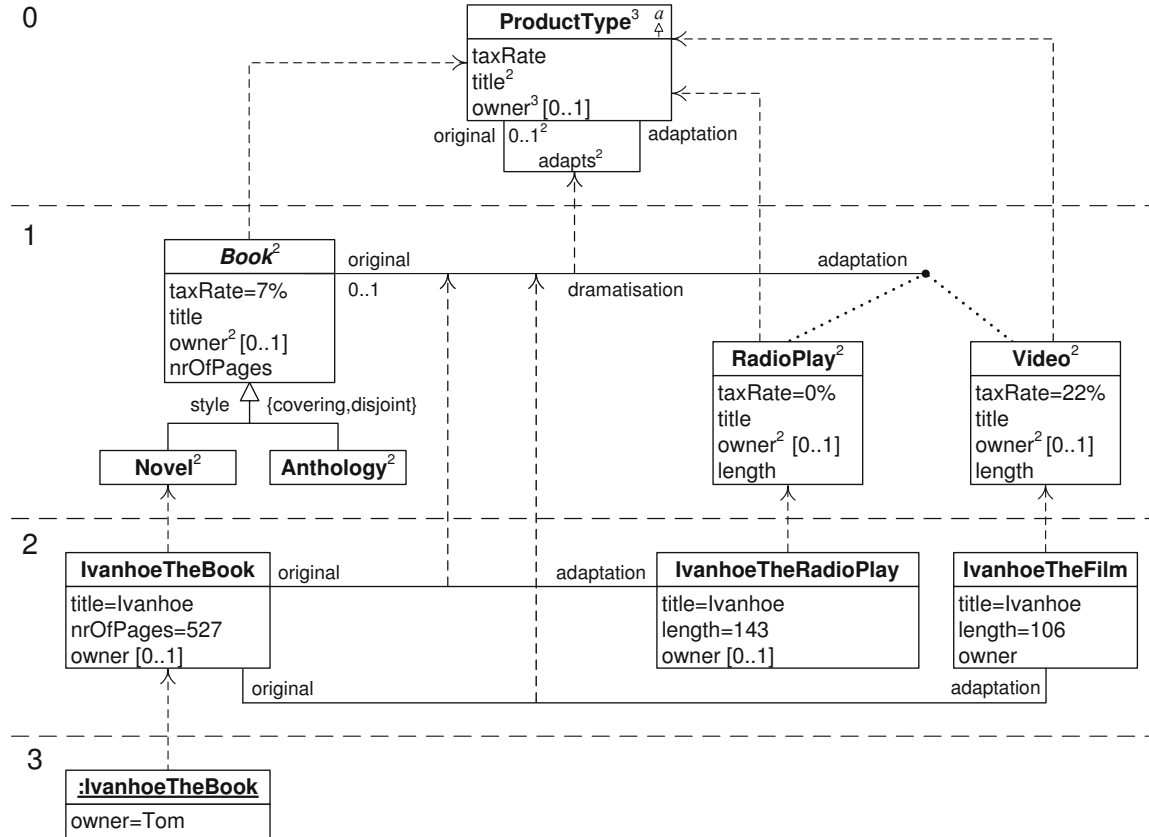 0
ProductType³ a
taxRate
title²
owner³ [0..1]
original 0..1² adaptation
adapts²
1
Book²
original adaptation
0..1 dramatisation
taxRate=7%
title
owner² [0..1]
nrOfPages
style {covering,disjoint}
Novel² Anthology²
RadioPlay²
taxRate=0%
title
owner² [0..1]
length
Video²
taxRate=22%
title
owner² [0..1]
length
2
IvanhoeTheBook
title=Ivanhoe
nrOfPages=527
owner [0..1]
original adaptation
IvanhoeTheRadioPlay
title=Ivanhoe
length=143
owner [0..1]
IvanhoeTheFilm
title=Ivanhoe
length=106
owner
original adaptation
3
:IvanhoeTheBook
owner=Tom